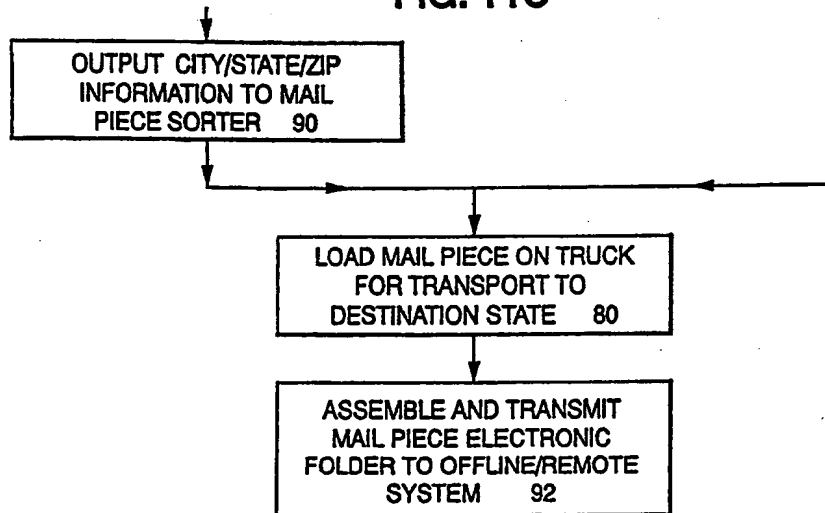 OUTPUT CITY/STATE/ZIP
INFORMATION TO MAIL
PIECE SORTER 90
LOAD MAIL PIECE ON TRUCK
FOR TRANSPORT TO
DESTINATION STATE 80
ASSEMBLE AND TRANSMIT
MAIL PIECE ELECTRONIC
FOLDER TO OFFLINE/REMOTE
SYSTEM 92